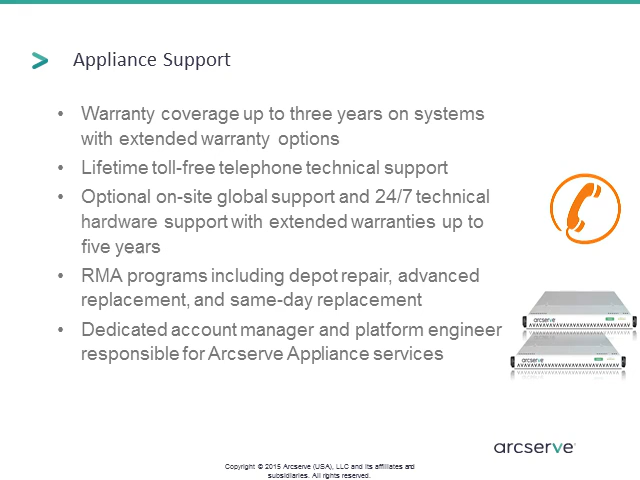 Appliance Support
• Warranty coverage up to three years on systems
with extended warranty options
• Lifetime toll-free telephone technical support
• Optional on-site global support and 24/7 technical
hardware support with extended warranties up to
five years
• RMA programs including depot repair, advanced
replacement, and same-day replacement
• Dedicated account manager and platform engineer
responsible for Arcserve Appliance services
arcserve
arcserve
arcserve
Copyright © 2015 Arcserve (USA), LLC and its affiliates and
subsidiaries. All rights reserved.